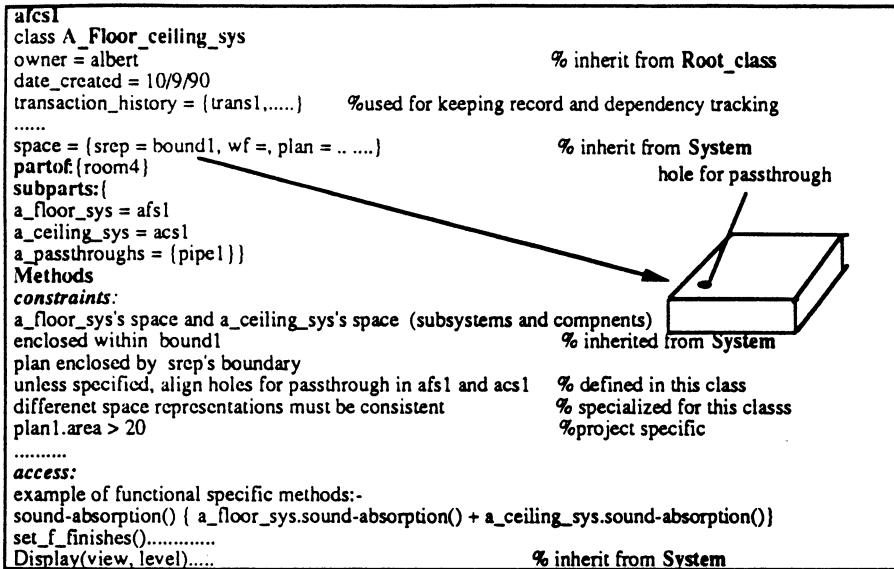 afcs1
class A_Floor_ceiling_sys
owner = albert % inherit from Root_class
date_created = 10/9/90
transaction_history = {trans1,.....} %used for keeping record and dependency tracking
......
space = {srep = bound1, wf =, plan = .. ....} % inherit from System
partof:{room4}
hole for passthrough
subparts:{
a_floor_sys = afs1
a_ceiling_sys = acs1
a_passthroughs = {pipe1}}
Methods
constraints:
a_floor_sys's space and a_ceiling_sys's space (subsystems and compnents)
enclosed within bound1 % inherited from System
plan enclosed by srep's boundary
unless specified, align holes for passthrough in afs1 and acs1 % defined in this class
differenet space representations must be consistent % specialized for this classs
plan1.area > 20 %project specific
..........
access:
example of functional specific methods:-
sound-absorption() { a_floor_sys.sound-absorption() + a_ceiling_sys.sound-absorption()}
set_f_finishes().............
Display(view, level)..... % inherit from System